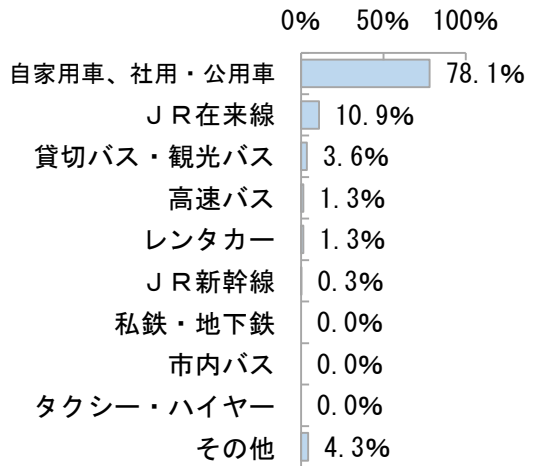 0% 50% 100%
自家用車、社用・公用車 78.1%
ＪＲ在来線 10.9%
貸切バス・観光バス 3.6%
高速バス 1.3%
レンタカー 1.3%
ＪＲ新幹線 0.3%
私鉄・地下鉄 0.0%
市内バス 0.0%
タクシー・ハイヤー 0.0%
その他 4.3%